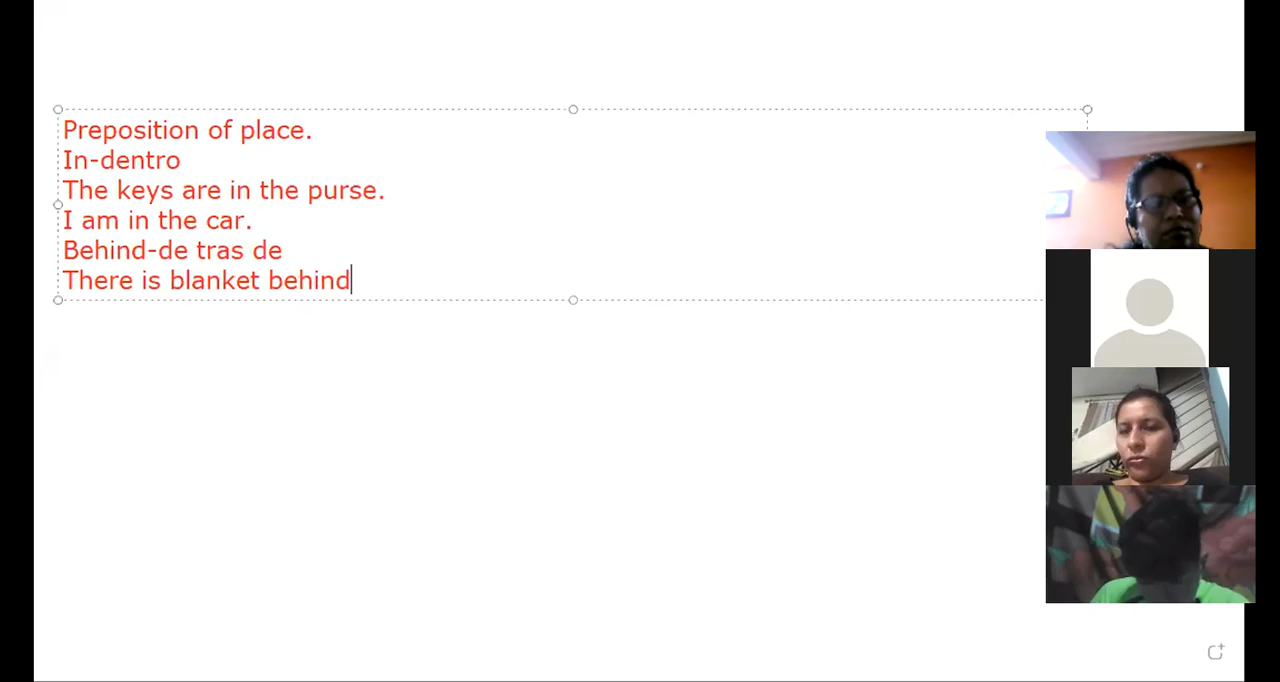 Preposition of place.
In-dentro
The keys are in the purse.
I am in the car.
Behind-de tras de
There is blanket behind